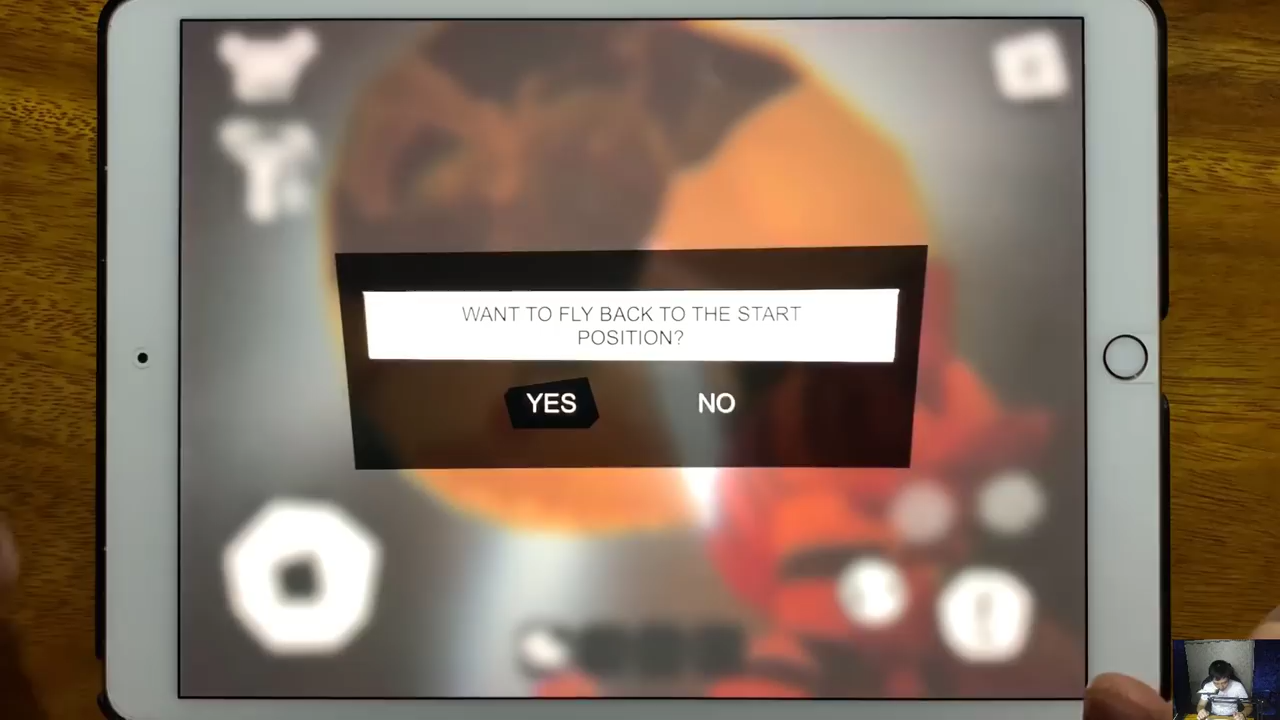 WANT TO FLY BACK TO THE START
POSITION?
YES
NO